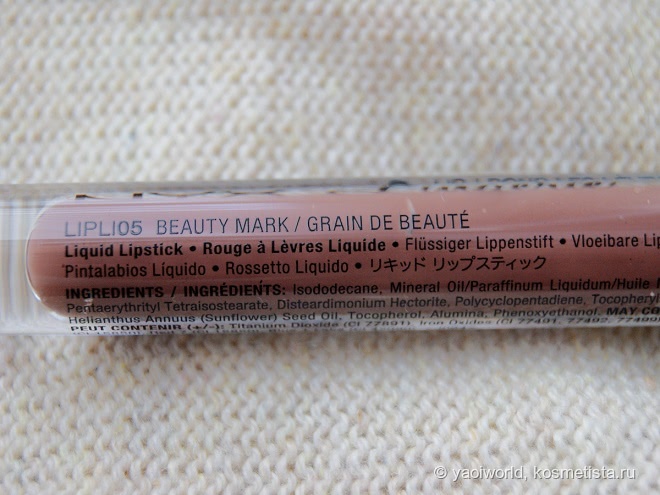 LIPLI05 BEAUTY MARK / GRAIN DE BEAUTÉ
Liquid Lipstick • Rouge à Lèvres Liquide • Flüssiger Lippenstift • Vloeibare Lip
Pintalabios Líquido • Rossetto Liquido • リキッド リップスティック
INGREDIENTS / INGRÉDIENTS: Isododecane, Mineral Oil/Paraffinum Liquidum/Huile M
Pentaerythrityl Tetraisostearate, Disteardimonium Hectorite, Polycyclopentadiene, Tocopheryl
Helianthus Annuus (Sunflower) Seed Oil, Tocopherol, Alumina, Phenoxyethanol. MAY CO
PEUT CONTENIR (+/-): Titanium Dioxide (CI 77891), Iron Oxides (CI 77491, 77492, 77499
© yaoiworld, kosmetista.ru